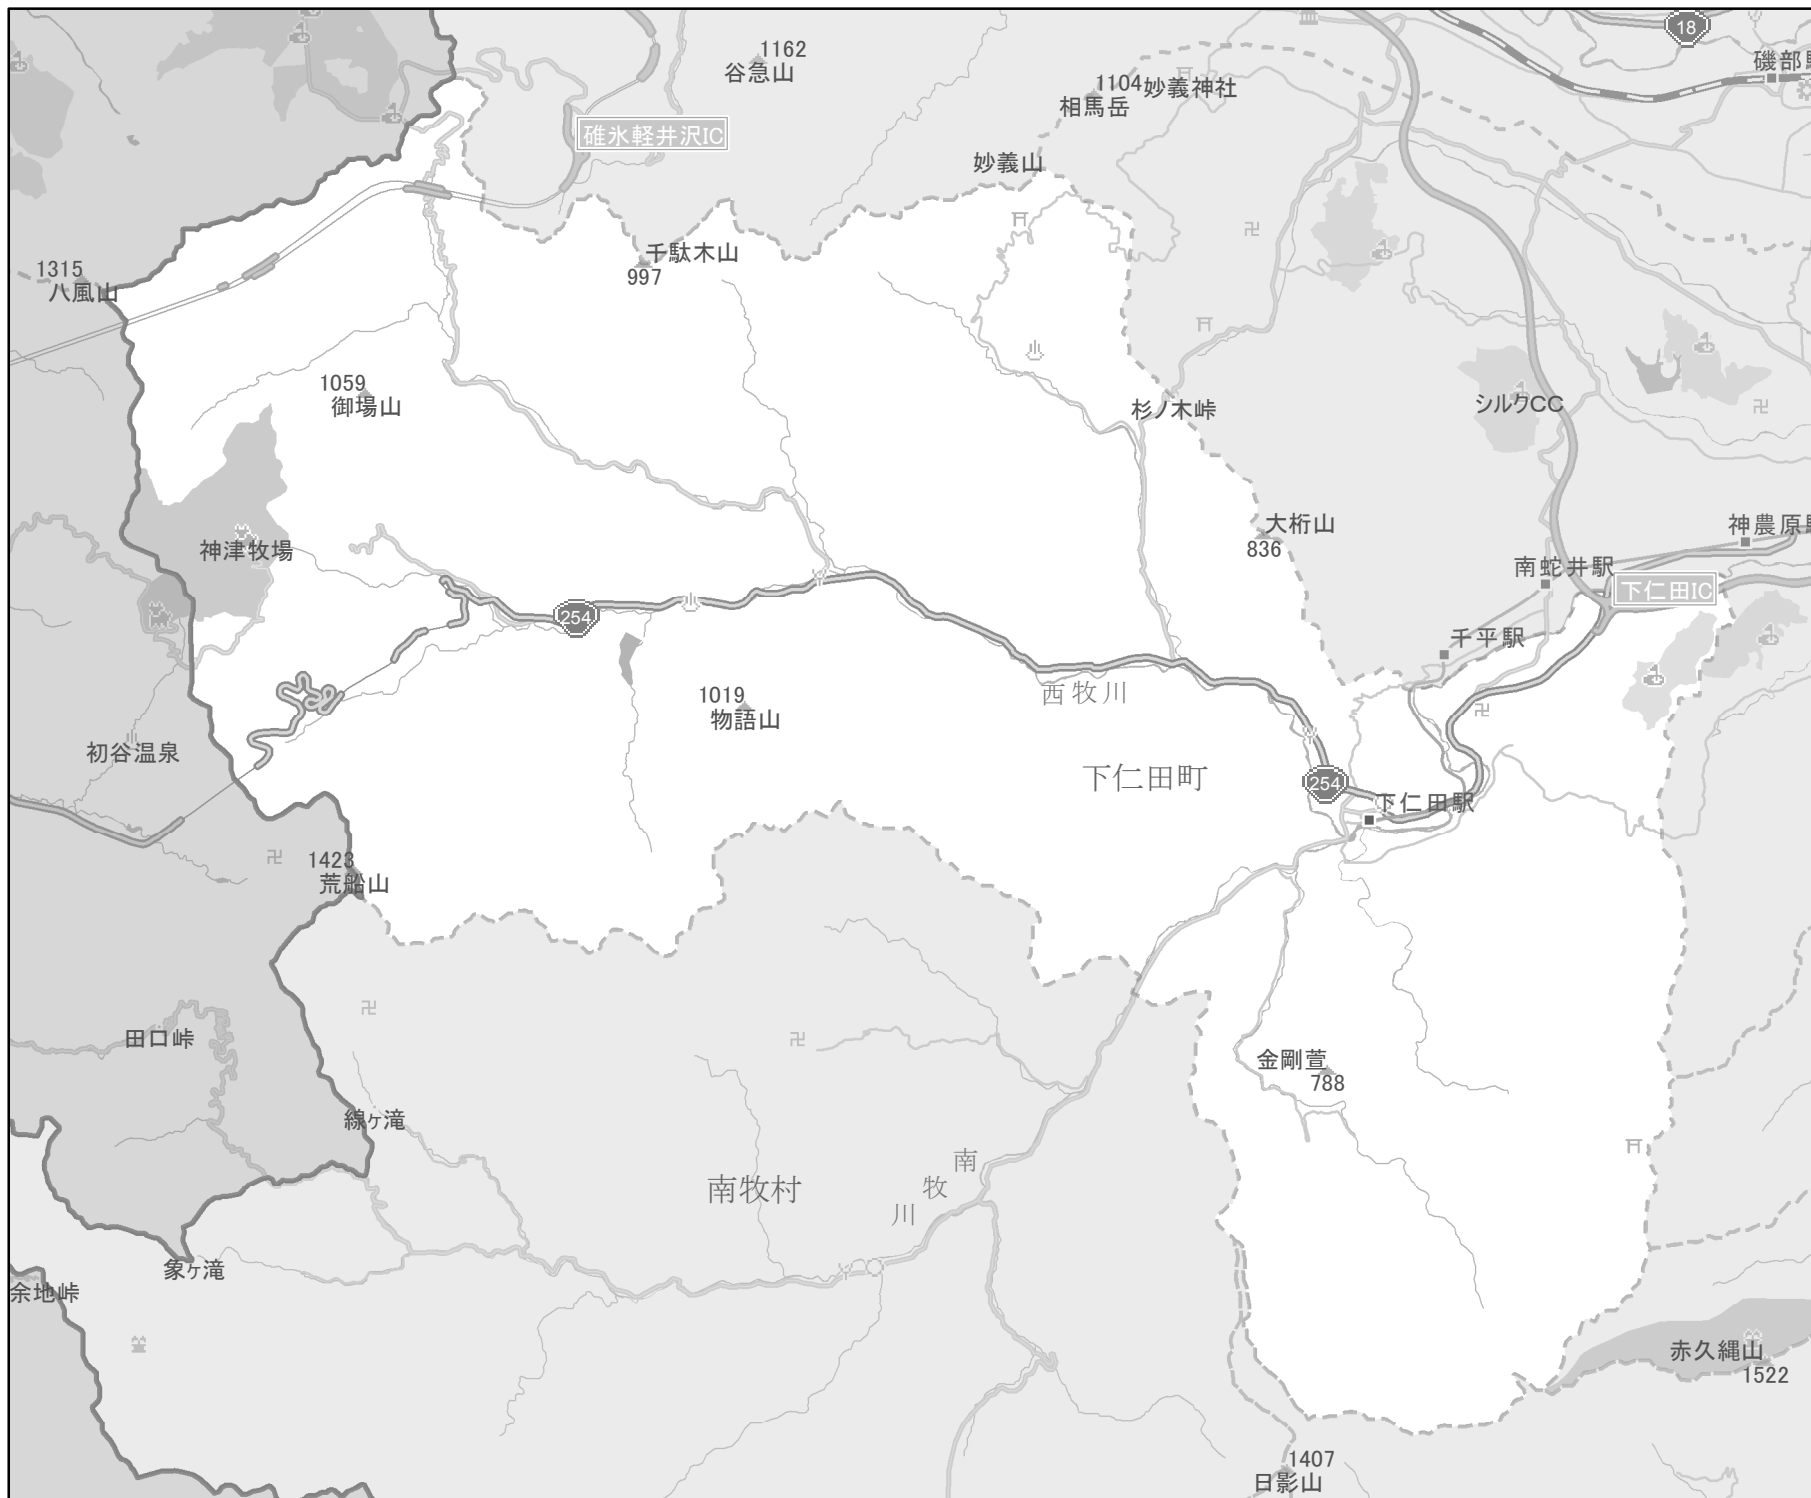 18
磯部
1162
谷急山
1104
妙義神社
相馬岳
碓氷軽井沢IC
妙義山
千駄木山
997
1315
八風山
1059
御場山
杉ノ木峠
シルクCC
大桁山
836
神農原
神津牧場
南蛇井駅
下仁田IC
254
千平駅
1019
物語山
西牧川
初谷温泉
下仁田町
254
下仁田駅
1423
荒船山
田口峠
金剛萱
788
線ヶ滝
南牧村
南
牧
川
象ヶ滝
余地峠
赤久縄山
1522
1407
日影山